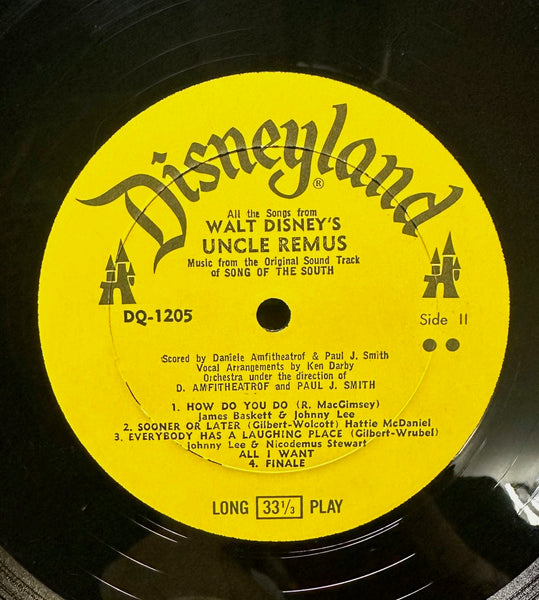 Disneyland
®
All the Songs from
WALT DISNEY'S
UNCLE REMUS
Music from the Original Sound Track
of SONG OF THE SOUTH
DQ-1205
Side II
Scored by Daniele Amfitheatrof & Paul J. Smith
Vocal Arrangements by Ken Darby
Orchestra under the direction of
D. AMFITHEATROF and PAUL J. SMITH
1. HOW DO YOU DO (R. MacGimsey)
James Baskett & Johnny Lee
2. SOONER OR LATER (Gilbert-Wolcott) Hattie McDaniel
3. EVERYBODY HAS A LAUGHING PLACE (Gilbert-Wrubel)
Johnny Lee & Nicodemus Stewart
ALL I WANT
4. FINALE
LONG 33⅓ PLAY